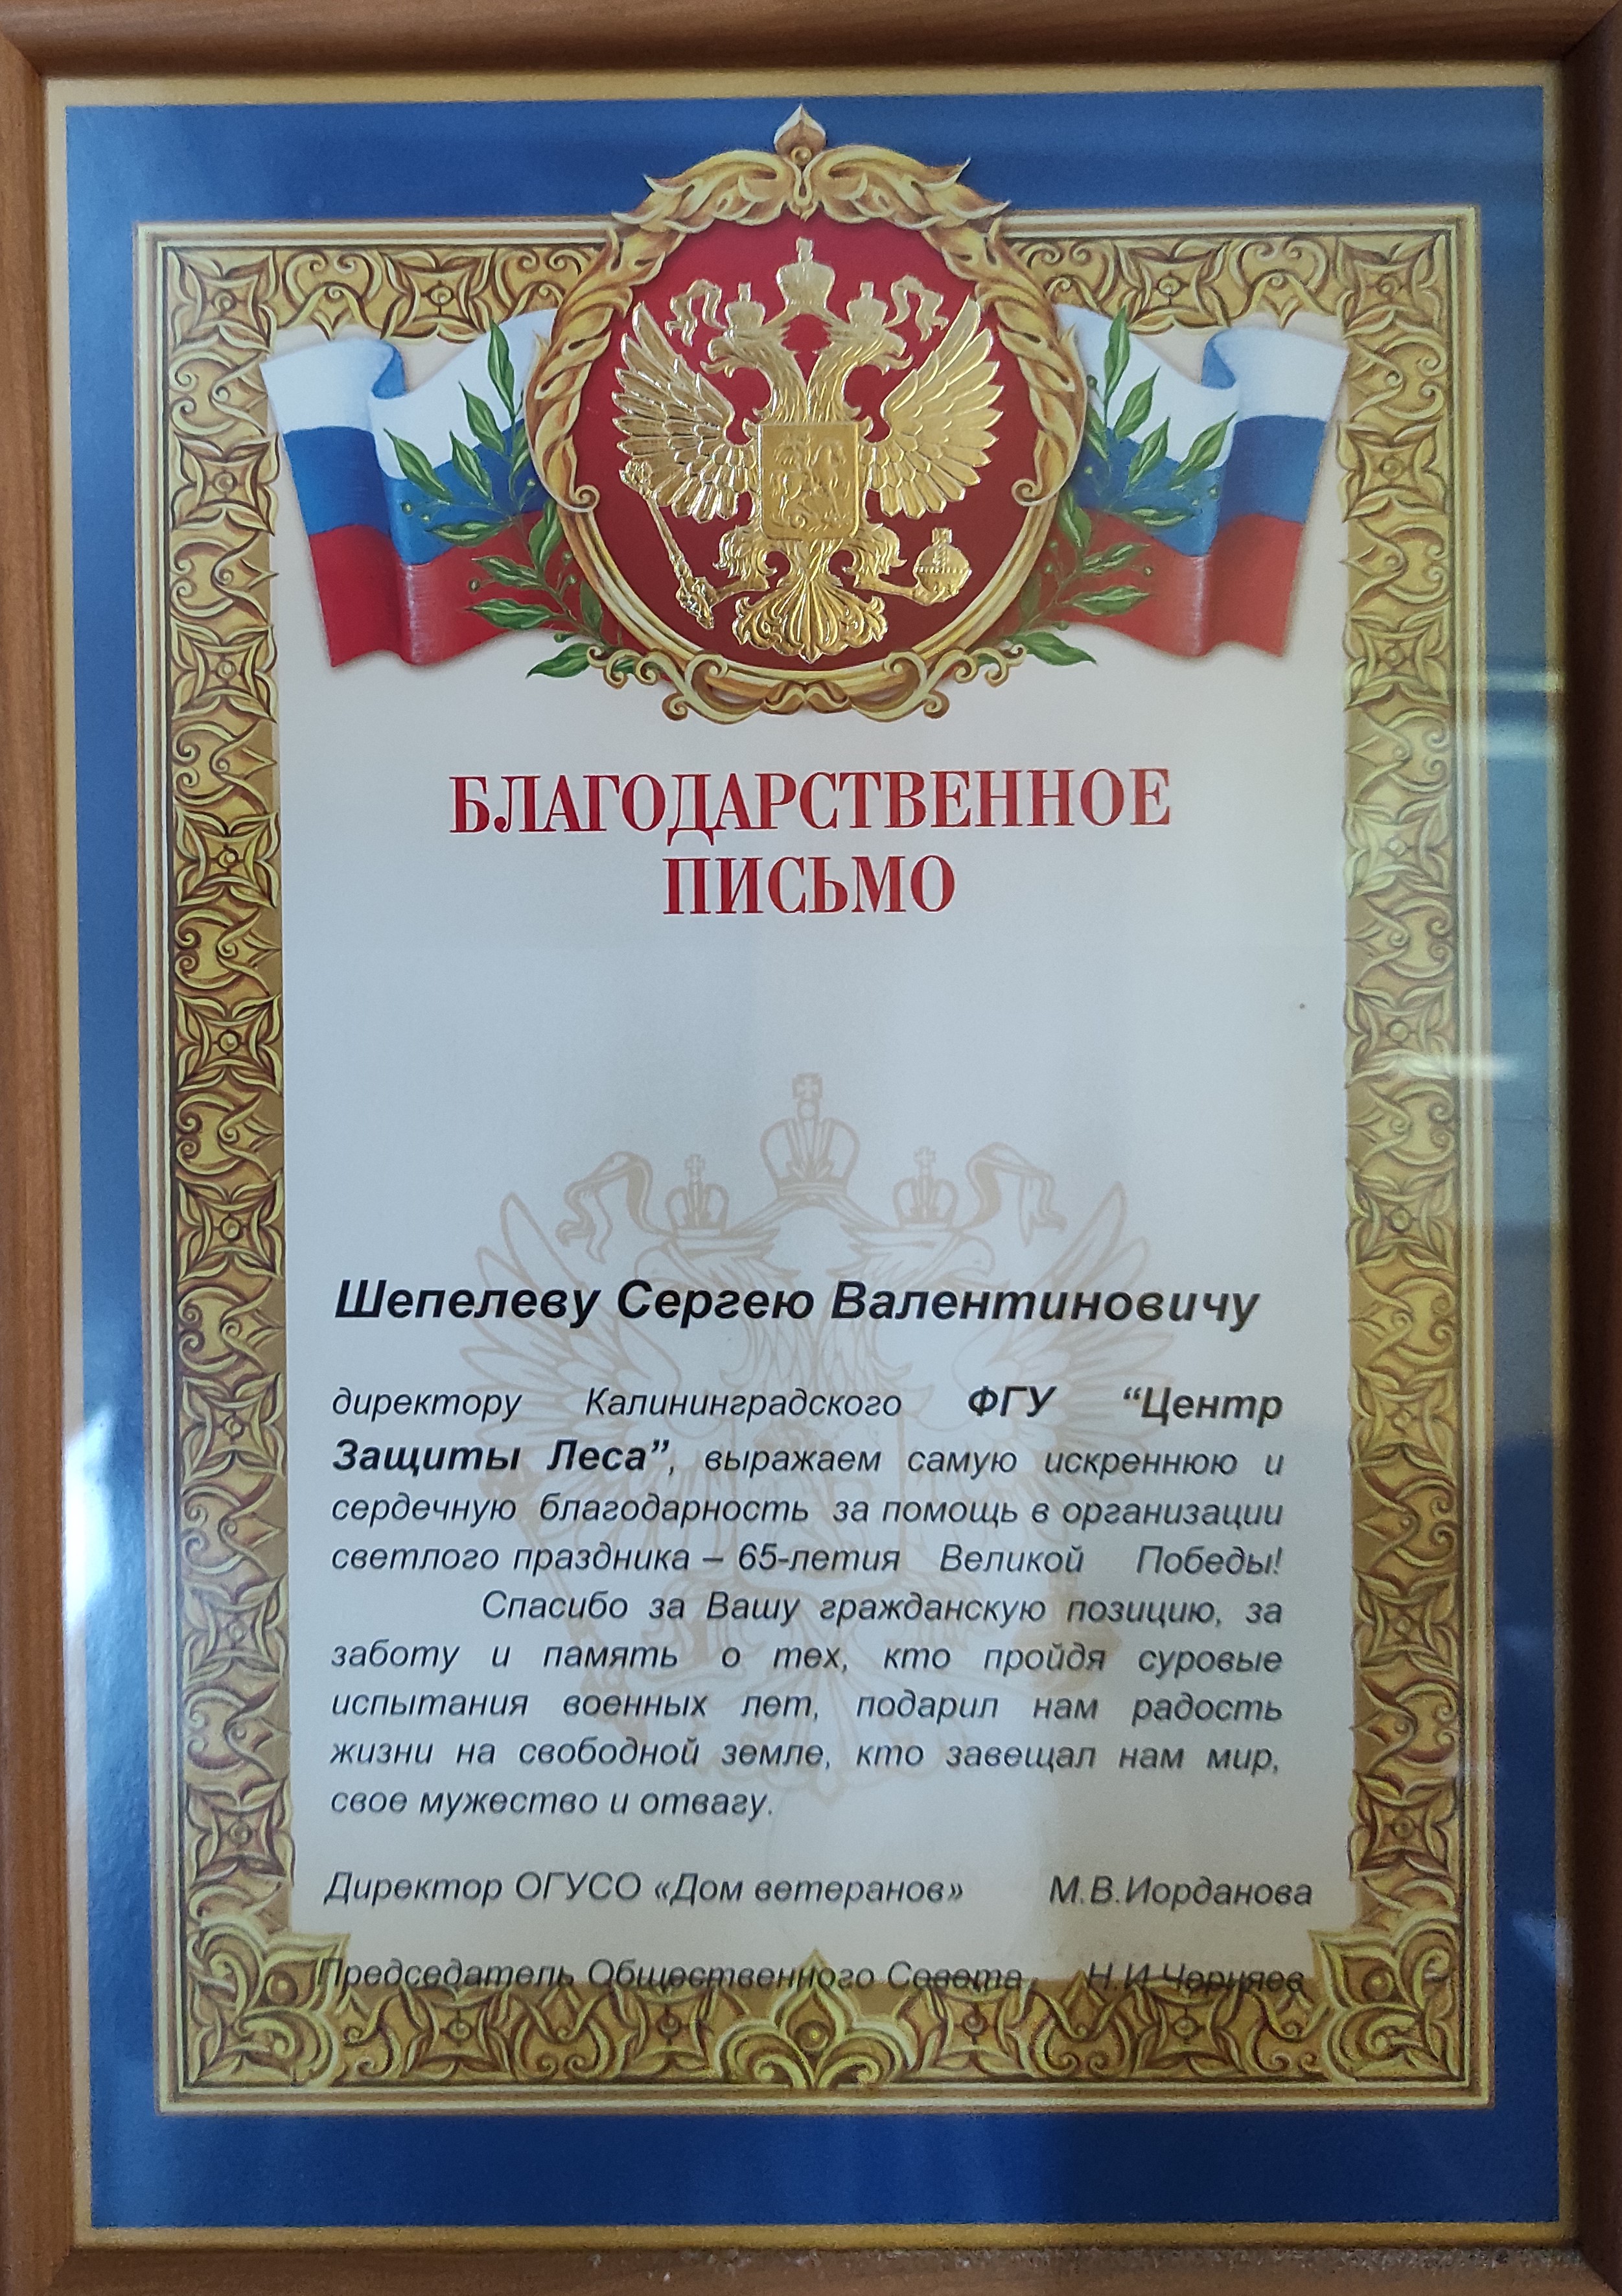 БЛАГОДАРСТВЕННОЕ
ПИСЬМО
Шепелеву Сергею Валентиновичу
директору Калининградского ФГУ “Центр
Защиты Леса”, выражаем самую искреннюю и
сердечную благодарность за помощь в организации
светлого праздника – 65-летия Великой Победы!
Спасибо за Вашу гражданскую позицию, за
заботу и память о тех, кто пройдя суровые
испытания военных лет, подарил нам радость
жизни на свободной земле, кто завещал нам мир,
свое мужество и отвагу.
Директор ОГУСО «Дом ветеранов» М.В.Иорданова
Председатель Общественного Совета Н.И.Черняев